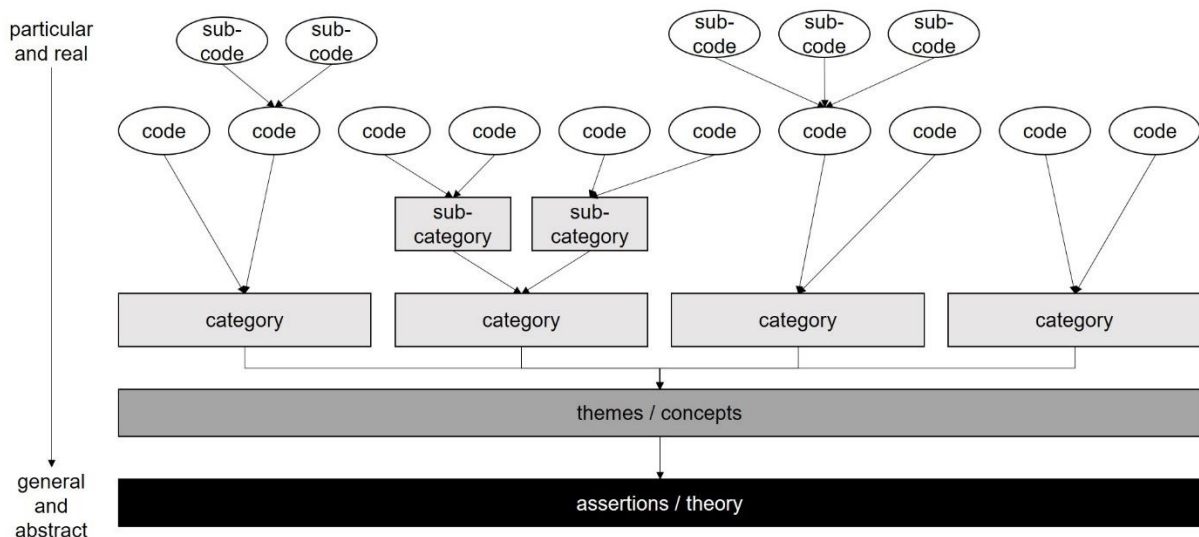 particular
and real
sub-
code
sub-
code
sub-
code
sub-
code
sub-
code
code
code
code
code
code
code
code
code
code
code
sub-
category
sub-
category
category
category
category
category
themes / concepts
general
and
abstract
assertions / theory